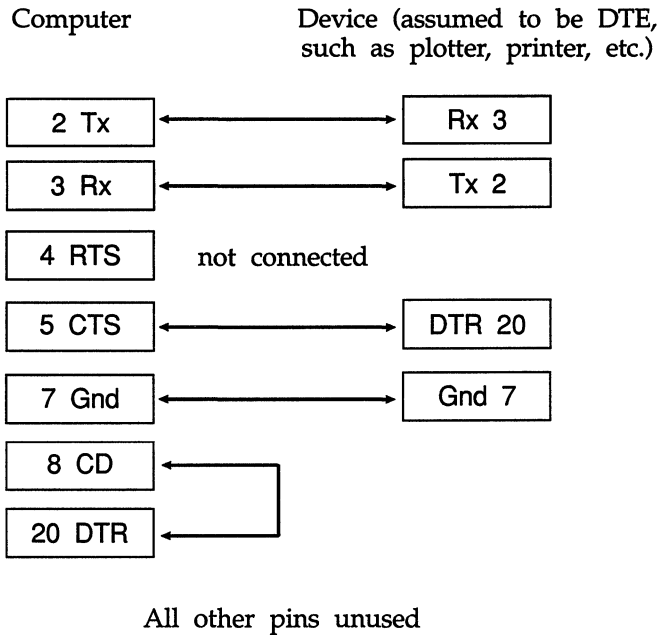 Computer
Device (assumed to be DTE,
such as plotter, printer, etc.)
2 Tx
Rx 3
3 Rx
Tx 2
4 RTS
not connected
5 CTS
DTR 20
7 Gnd
Gnd 7
8 CD
20 DTR
All other pins unused